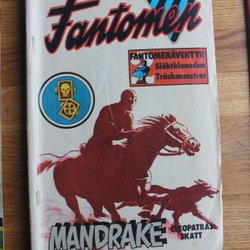 Fantomen
FANTOMENÄVENTYR
Släktklenoden
Träskmonstret
MANDRAKE
CLEOPATRAS
SKATT